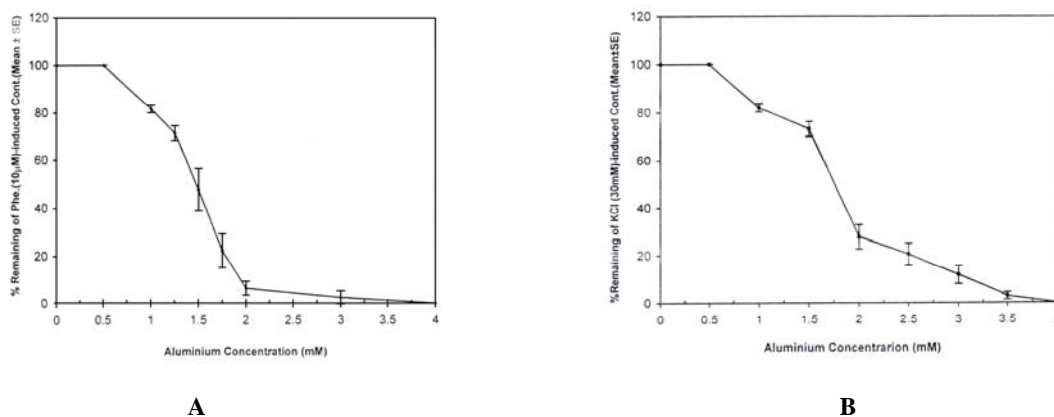 % Remaining of Phe.(10µM)-induced Cont.(Mean ± SE)
120
100
80
60
40
20
0
0 0.5 1 1.5 2 2.5 3 3.5 4
Aluminium Concentration (mM)
A
%Remaining of KCl (30mM)-induced Cont.(Mean±SE)
120
100
80
60
40
20
0
0 0.5 1 1.5 2 2.5 3 3.5 4
Aluminium Concentrarion (mM)
B